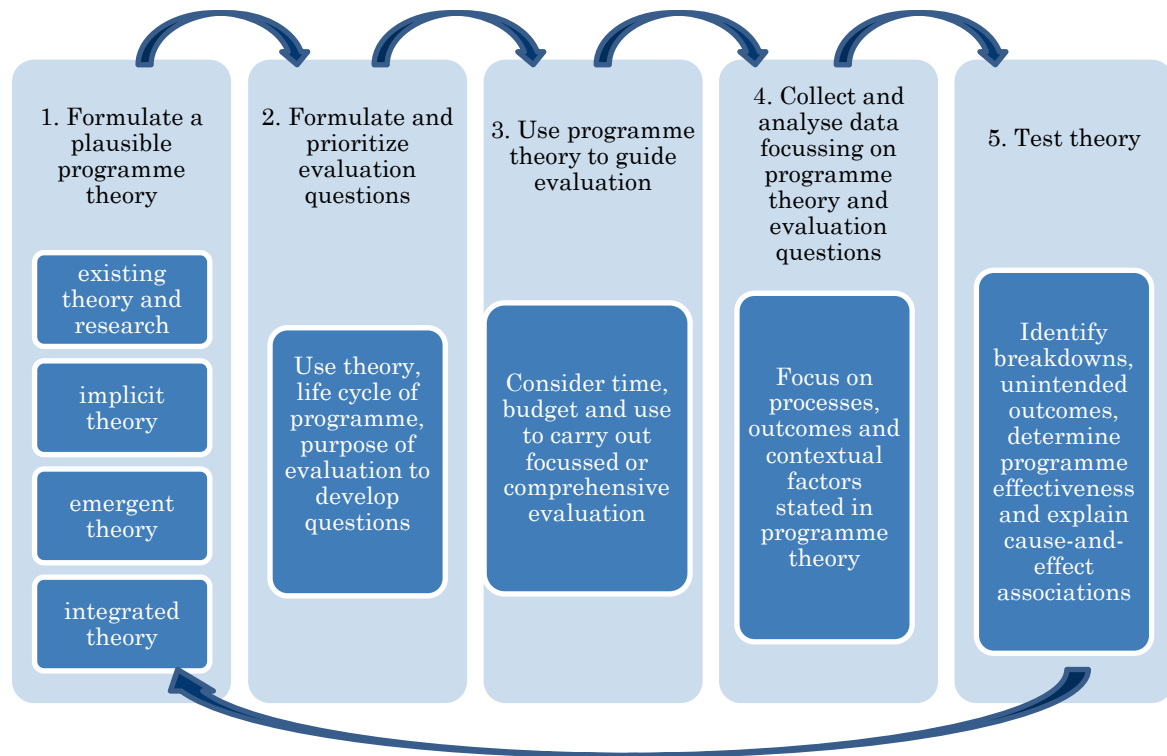 1. Formulate a
plausible
programme
theory
existing
theory and
research
implicit
theory
emergent
theory
integrated
theory
2. Formulate and
prioritize
evaluation
questions
Use theory,
life cycle of
programme,
purpose of
evaluation to
develop
questions
3. Use programme
theory to guide
evaluation
Consider time,
budget and use
to carry out
focussed or
comprehensive
evaluation
4. Collect and
analyse data
focussing on
programme
theory and
evaluation
questions
Focus on
processes,
outcomes and
contextual
factors
stated in
programme
theory
5. Test theory
Identify
breakdowns,
unintended
outcomes,
determine
programme
effectiveness
and explain
cause-and-
effect
associations